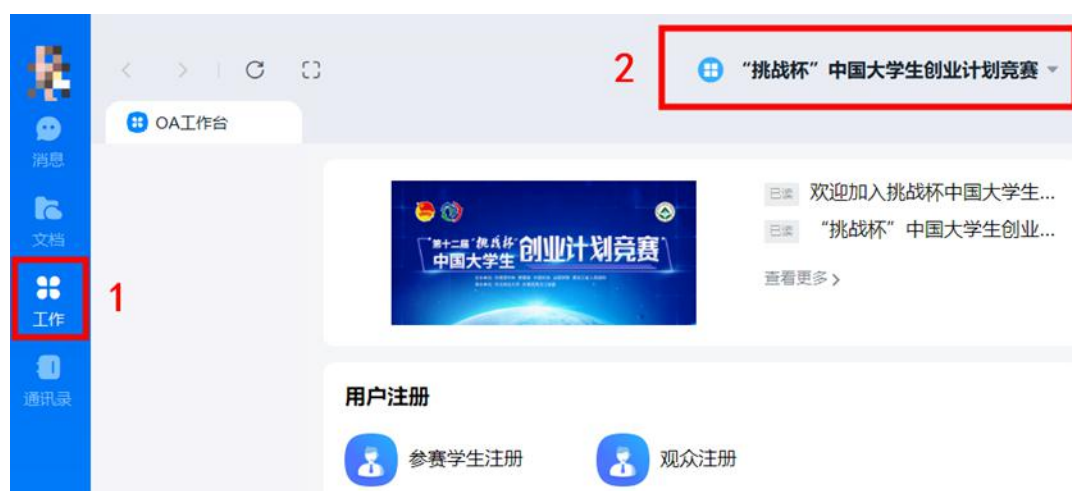 2
“挑战杯”中国大学生创业计划竞赛
OA工作台
消息
文档
1
工作
通讯录
第十二届“挑战杯”
中国大学生创业计划竞赛
已读 欢迎加入挑战杯中国大学生...
已读 “挑战杯”中国大学生创业...
查看更多 >
用户注册
参赛学生注册
观众注册